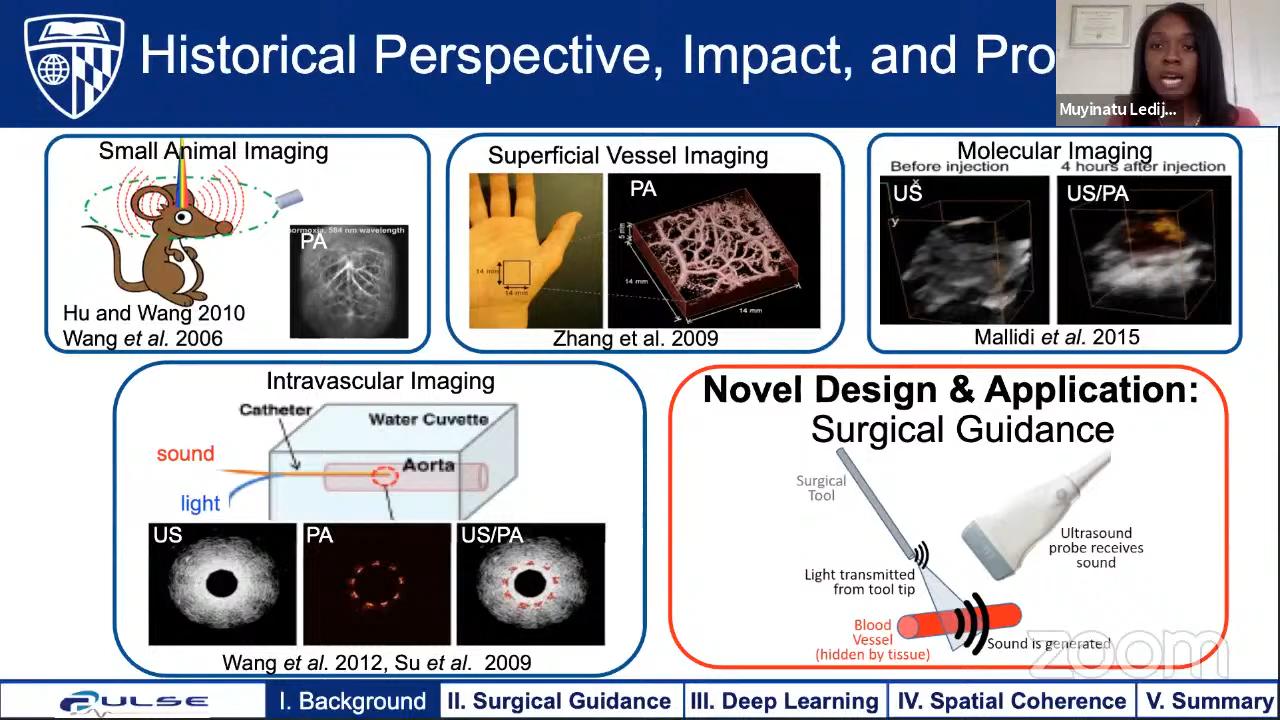 Historical Perspective, Impact, and Pro
Muyinatu Ledij...
Small Animal Imaging
normoxia, 584 nm wavelength
PA
Hu and Wang 2010
Wang et al. 2006
Superficial Vessel Imaging
PA
14 mm
14 mm
5 mm
14 mm
14 mm
Zhang et al. 2009
Molecular Imaging
Before injection
4 hours after injection
US
US/PA
y
Mallidi et al. 2015
Intravascular Imaging
Catheter
Water Cuvette
Aorta
sound
light
US
PA
US/PA
Wang et al. 2012, Su et al. 2009
Novel Design & Application:
Surgical Guidance
Surgical
Tool
Ultrasound
probe receives
sound
Light transmitted
from tool tip
Blood
Vessel
(hidden by tissue)
Sound is generated
zoom
PULSE
I. Background
II. Surgical Guidance
III. Deep Learning
IV. Spatial Coherence
V. Summary